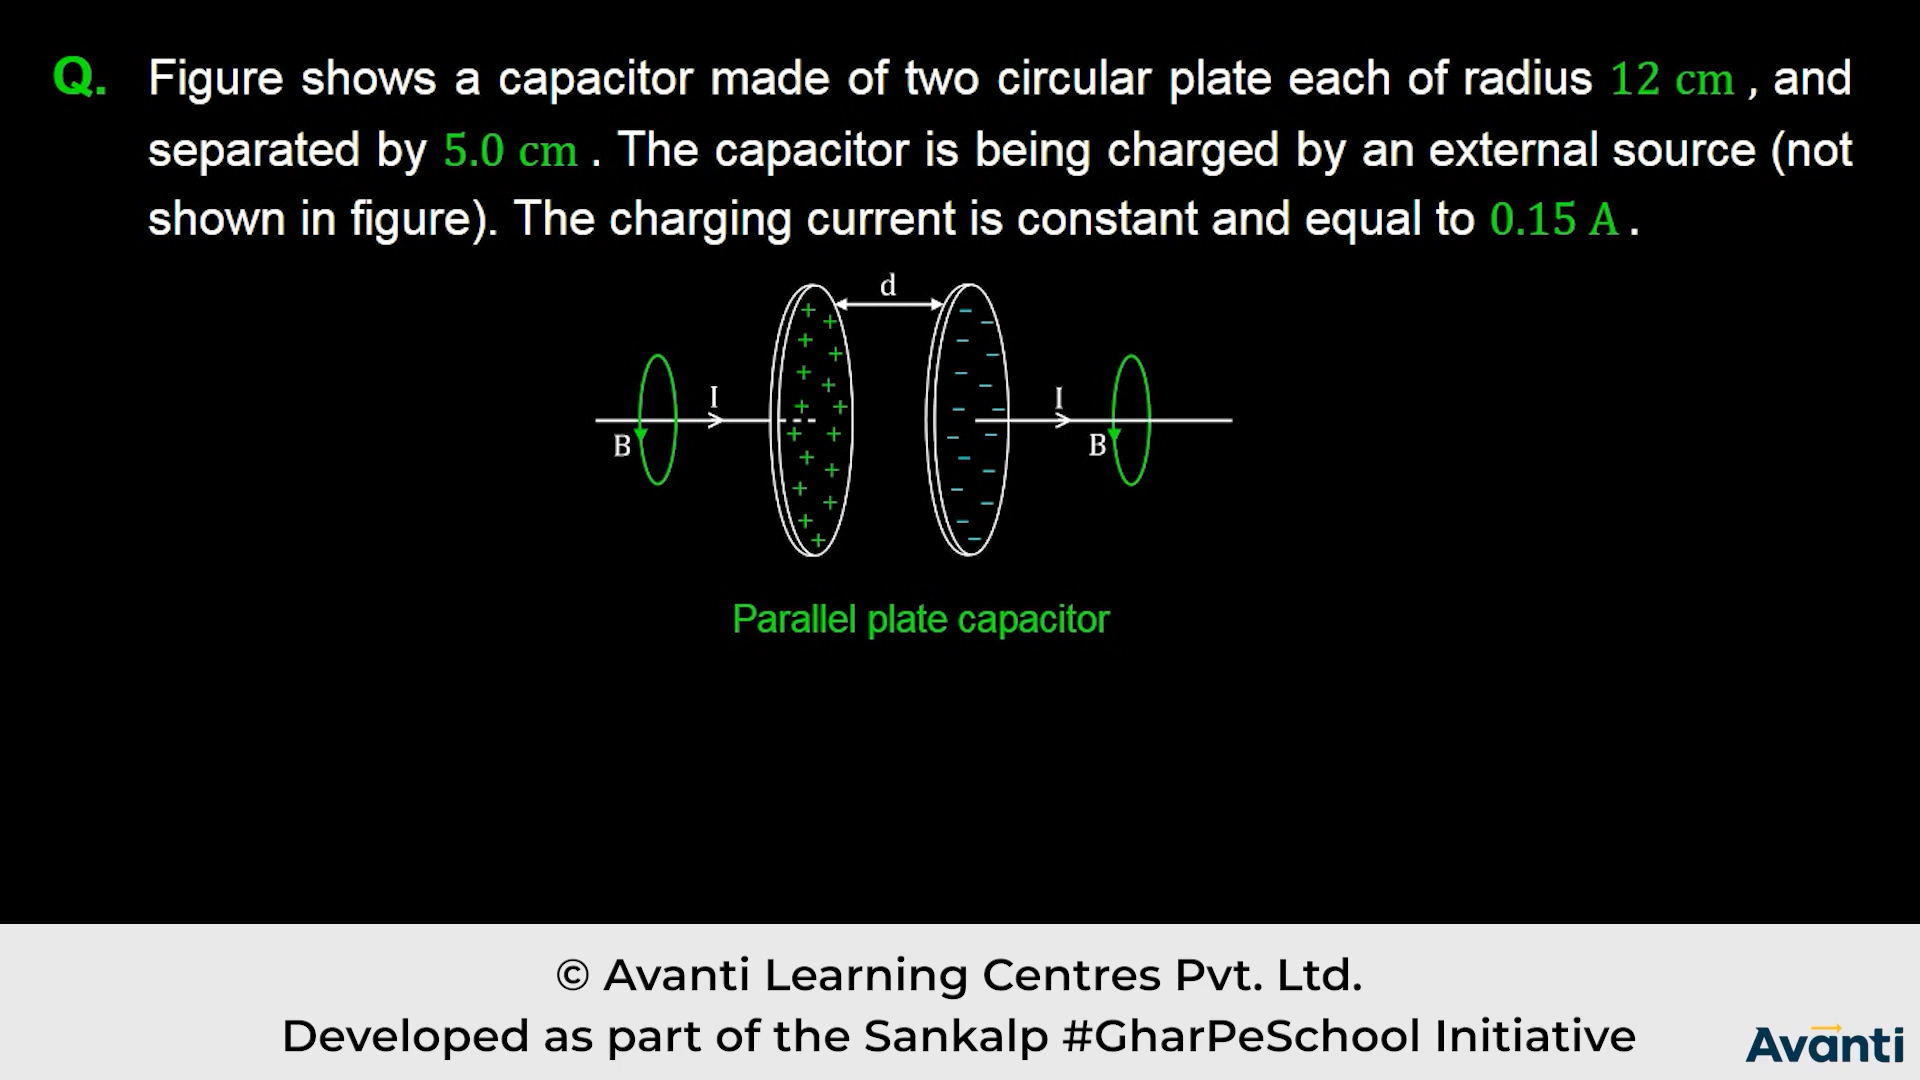 Q. Figure shows a capacitor made of two circular plate each of radius 12 cm , and
separated by 5.0 cm . The capacitor is being charged by an external source (not
shown in figure). The charging current is constant and equal to 0.15 A .
d
I
B
I
B
Parallel plate capacitor
© Avanti Learning Centres Pvt. Ltd.
Developed as part of the Sankalp #GharPeSchool Initiative
Avanti